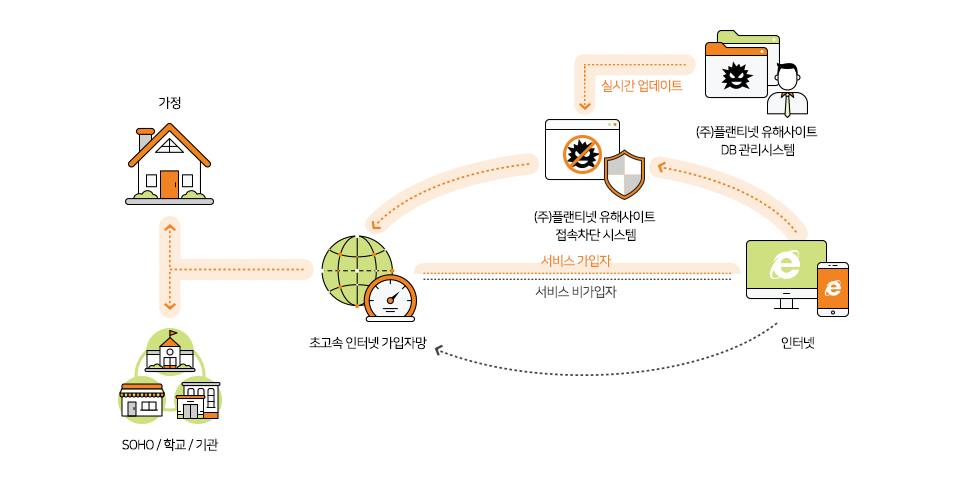 가정
실시간 업데이트
(주)플랜티넷 유해사이트
DB 관리시스템
(주)플랜티넷 유해사이트
접속차단 시스템
서비스 가입자
서비스 비가입자
초고속 인터넷 가입자망
인터넷
SOHO / 학교 / 기관